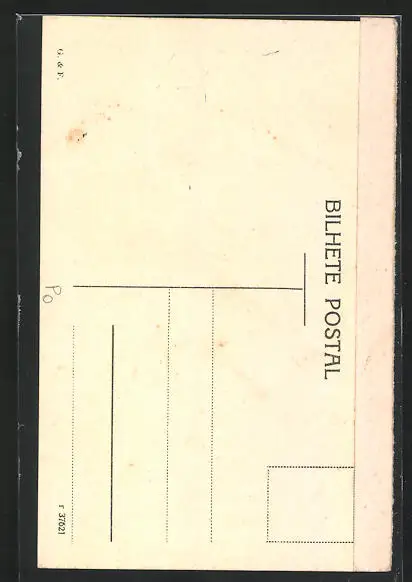 BILHETE POSTAL
G. & F.
Po
r 37621